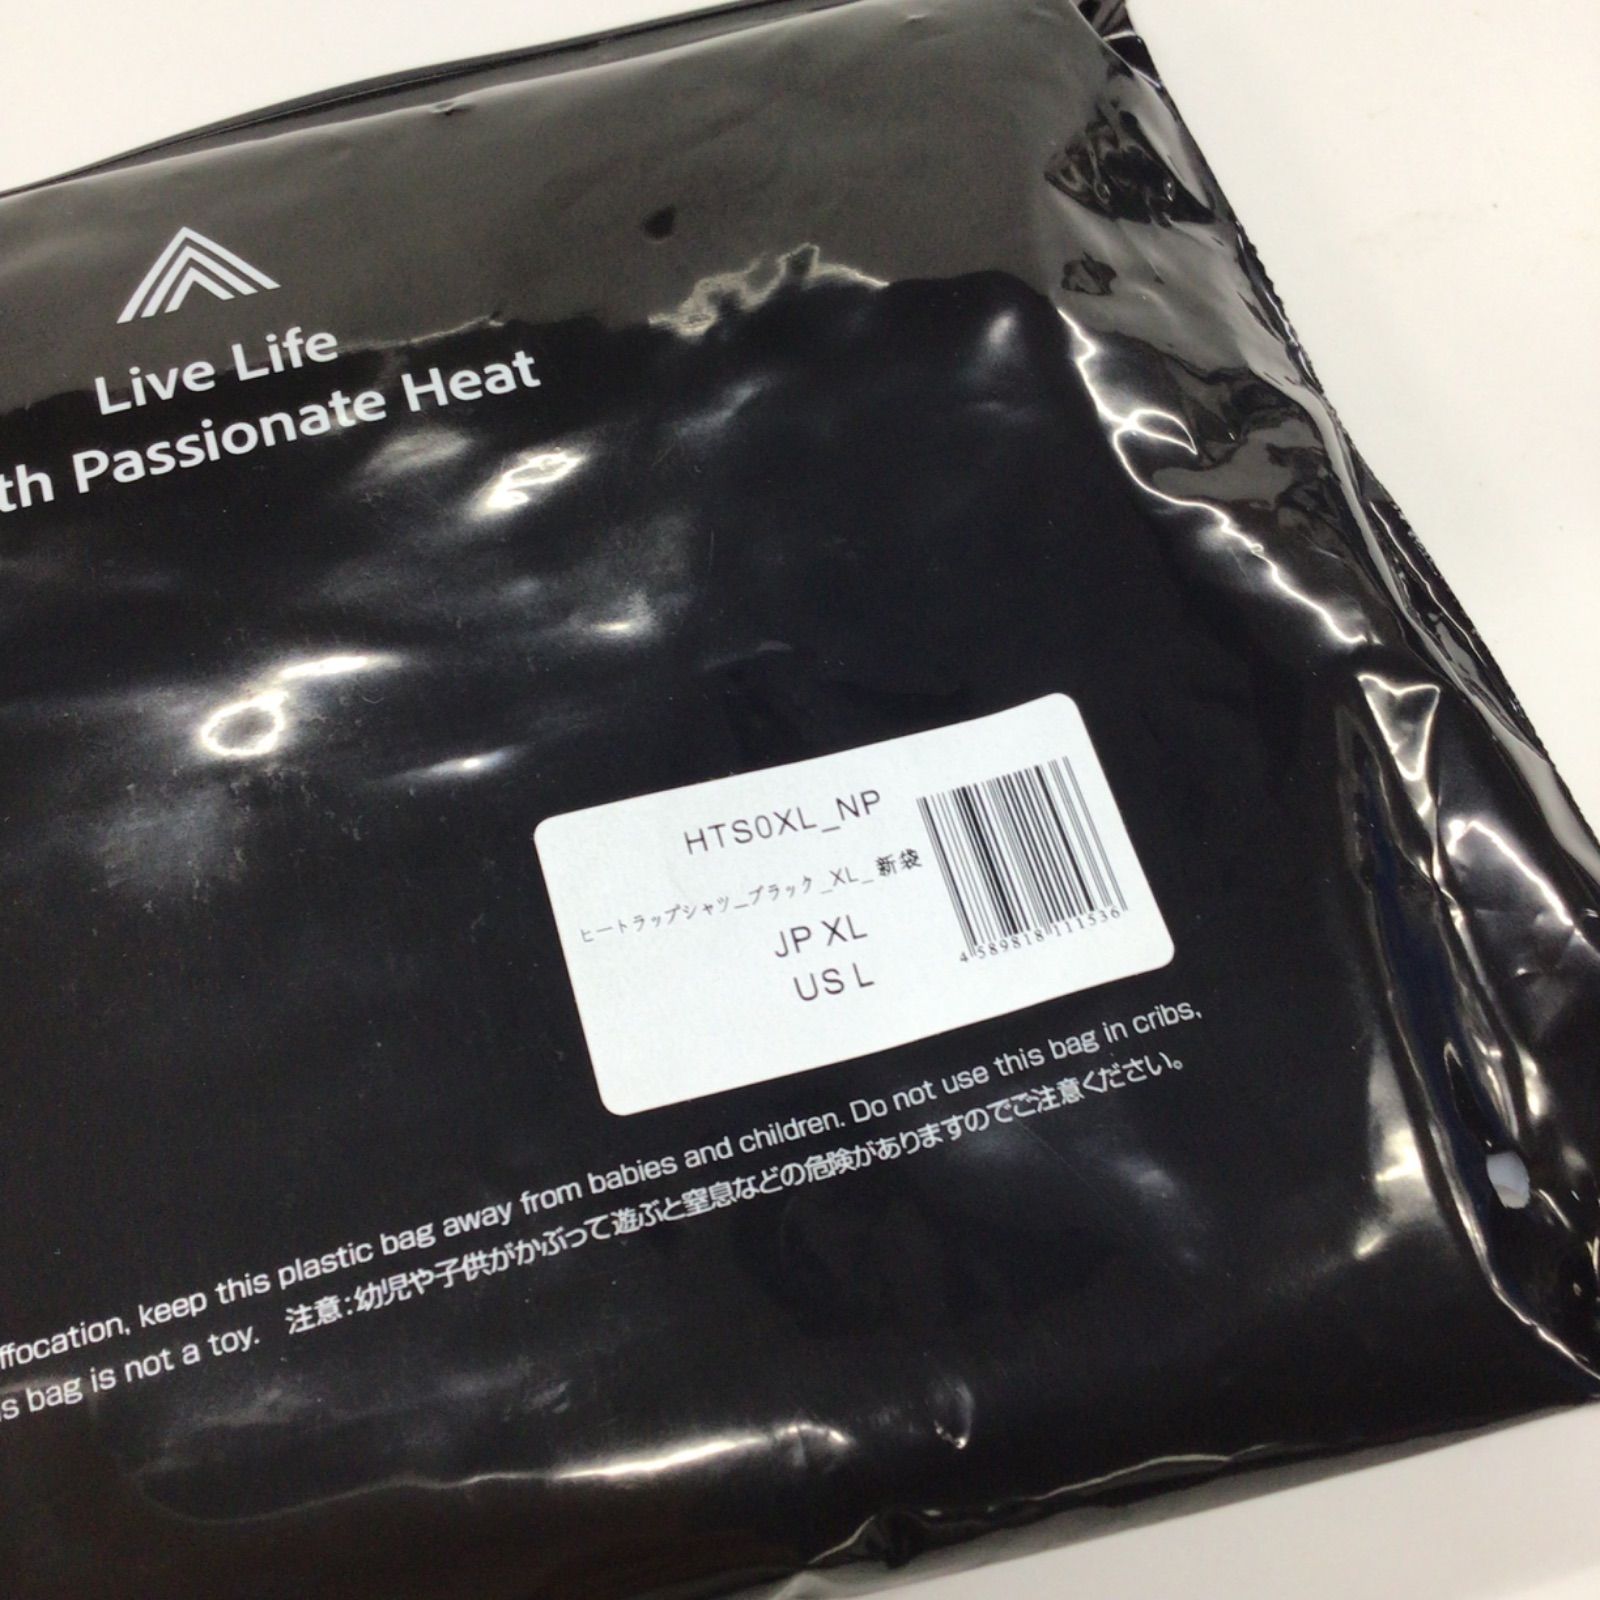 Live Life
th Passionate Heat
HTS0XL_NP
ヒートラップシャツ_ブラック_XL_新袋
JP XL
US L
4 589818 111536
ffocation, keep this plastic bag away from babies and children. Do not use this bag in cribs,
s bag is not a toy. 注意:幼児や子供がかぶって遊ぶと窒息などの危険がありますのでご注意ください。